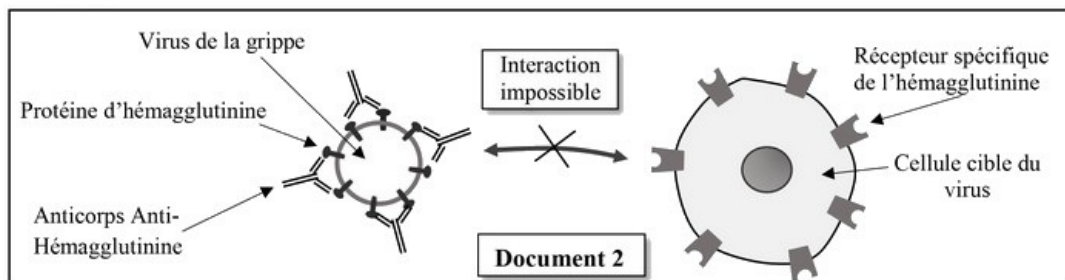 Virus de la grippe
Protéine d'hémagglutinine
Anticorps Anti-
Hémagglutinine
Interaction
impossible
Document 2
Récepteur spécifique
de l'hémagglutinine
Cellule cible du
virus